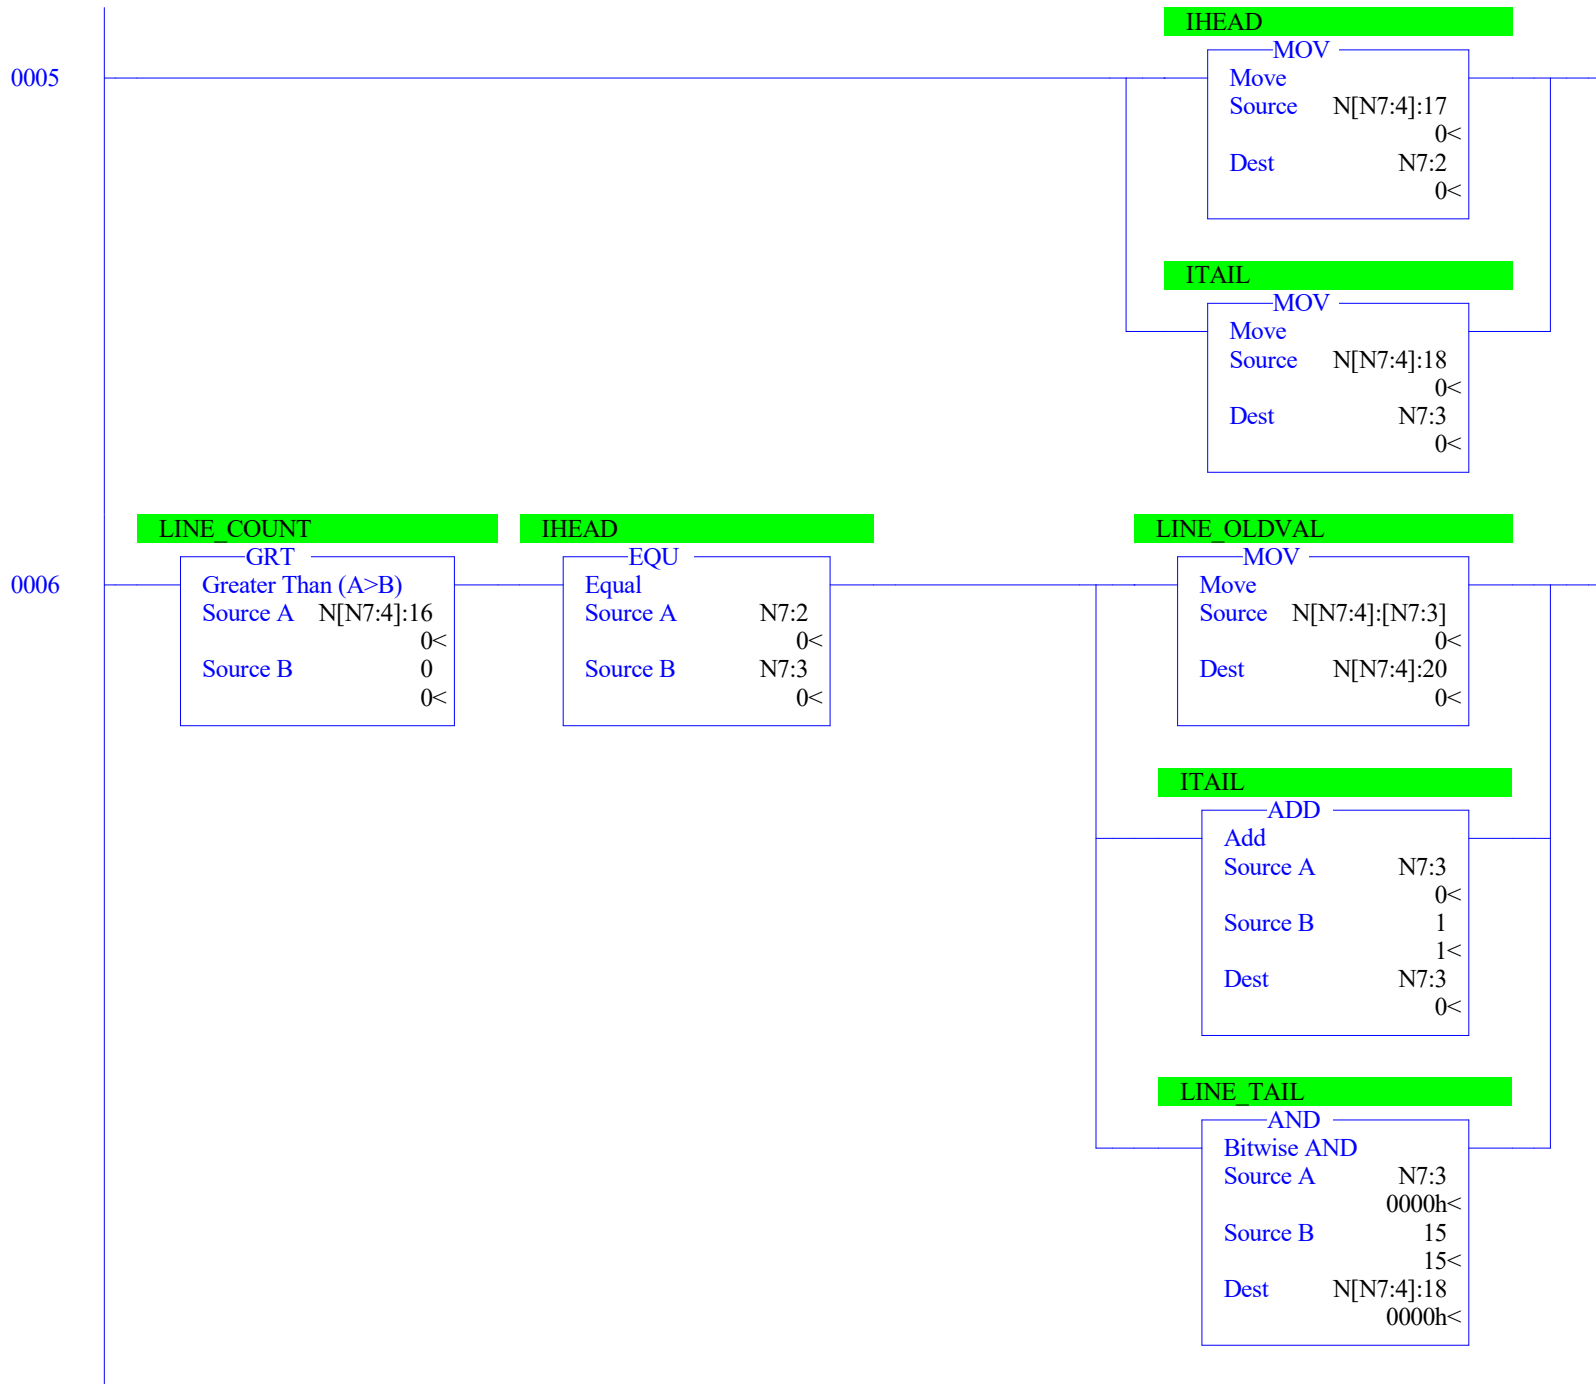 IHEAD
MOV
0005
Move
Source N[N7:4]:17
0<
Dest N7:2
0<
ITAIL
MOV
Move
Source N[N7:4]:18
0<
Dest N7:3
0<
LINE_COUNT
GRT
0006
Greater Than (A>B)
Source A N[N7:4]:16
0<
Source B 0
0<
IHEAD
EQU
Equal
Source A N7:2
0<
Source B N7:3
0<
LINE_OLDVAL
MOV
Move
Source N[N7:4]:[N7:3]
0<
Dest N[N7:4]:20
0<
ITAIL
ADD
Add
Source A N7:3
0<
Source B 1
1<
Dest N7:3
0<
LINE_TAIL
AND
Bitwise AND
Source A N7:3
0000h<
Source B 15
15<
Dest N[N7:4]:18
0000h<